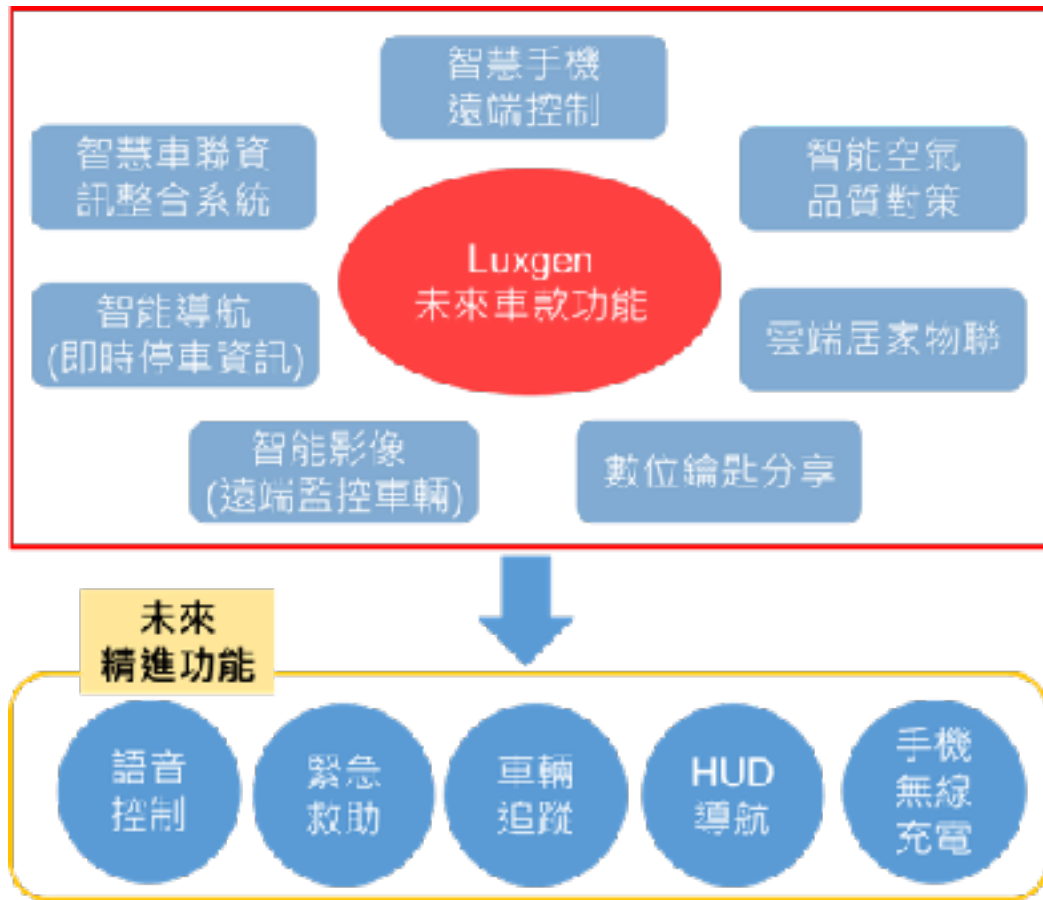 智慧手機
遠端控制
智慧車聯資
訊整合系統
智能空氣
品質對策
Luxgen
未來車款功能
智能導航
(即時停車資訊)
雲端居家物聯
智能影像
(遠端監控車輛)
數位鑰匙分享
未來
精進功能
語音
控制
緊急
救助
車輛
追蹤
HUD
導航
手機
無線
充電